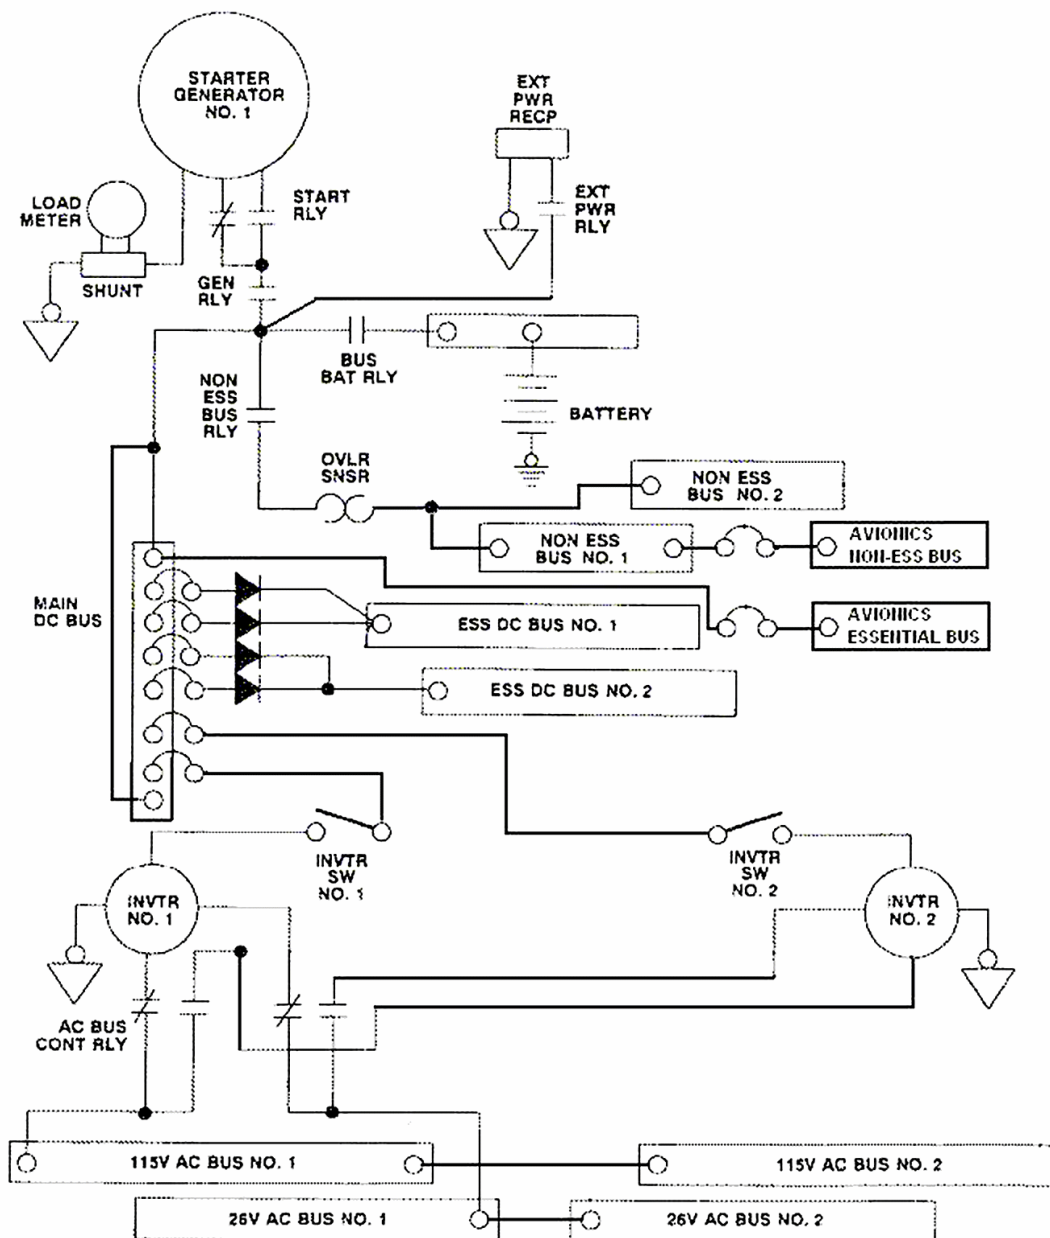 STARTER
GENERATOR
NO. 1
EXT
PWR
RECP
LOAD
METER
START
RLY
EXT
PWR
RLY
SHUNT
GEN
RLY
BUS
BAT RLY
NON
ESS
BUS
RLY
BATTERY
OVLR
SNSR
NON ESS
BUS NO. 2
NON ESS
BUS NO. 1
AVIONICS
NON-ESS BUS
MAIN
DC BUS
ESS DC BUS NO. 1
AVIONICS
ESSENTIAL BUS
ESS DC BUS NO. 2
INVTR
SW
NO. 1
INVTR
SW
NO. 2
INVTR
NO. 1
INVTR
NO. 2
AC BUS
CONT RLY
115V AC BUS NO. 1
115V AC BUS NO. 2
26V AC BUS NO. 1
26V AC BUS NO. 2